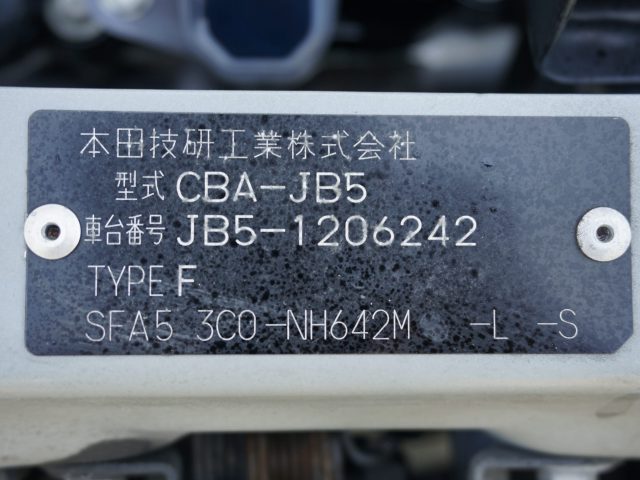 本田技研工業株式会社
型式 CBA-JB5
車台番号 JB5-1206242
TYPE F
SFA5 3C0-NH642M -L -S